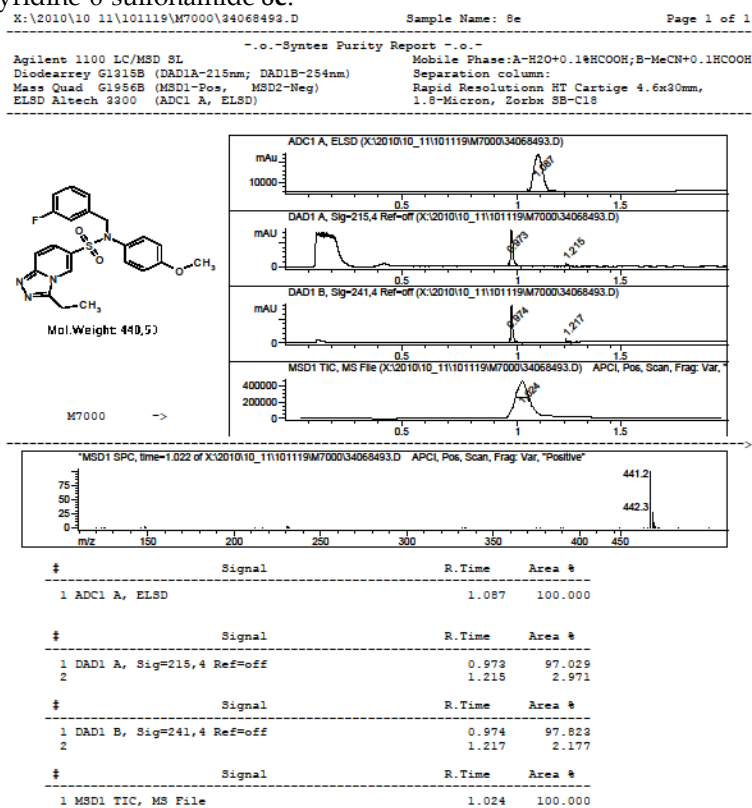 yridine-6-sulfonamide 8e.
X:\2010\10 11\101119\M7000\34068493.D Sample Name: 8e Page 1 of 1
-.o.-Syntes Purity Report -.o.-
Agilent 1100 LC/MSD SL Mobile Phase:A-H2O+0.1%HCOOH;B-MeCN+0.1HCOOH
Diodearrey G1315B (DAD1A-215nm; DAD1B-254nm) Separation column:
Mass Quad G1956B (MSD1-Pos, MSD2-Neg) Rapid Resolutionn HT Cartige 4.6x30mm,
ELSD Altech 3300 (ADC1 A, ELSD) 1.8-Micron, Zorbx SB-C18
ADC1 A, ELSD (X:\2010\10_11\101119\M7000\34068493.D)
mAu
10000
1.087
0.5 1 1.5
DAD1 A, Sig=215,4 Ref=off (X:\2010\10_11\101119\M7000\34068493.D)
mAU
0
0.973
1.215
0.5 1 1.5
DAD1 B, Sig=241,4 Ref=off (X:\2010\10_11\101119\M7000\34068493.D)
mAU
0
0.974
1.217
0.5 1 1.5
MSD1 TIC, MS File (X:\2010\10_11\101119\M7000\34068493.D) APCI, Pos, Scan, Frag: Var, "
400000
200000
0
1.024
0.5 1 1.5
F
N
O
S
O
O
CH3
N
N
N
CH3
Mol.Weight: 440,53
M7000 ->
"MSD1 SPC, time=1.022 of X:\2010\10_11\101119\M7000\34068493.D APCI, Pos, Scan, Frag: Var, "Positive"
75
50
25
0
441.2
442.3
m/z 150 200 250 300 350 400 450
# Signal R.Time Area %
1 ADC1 A, ELSD 1.087 100.000
# Signal R.Time Area %
1 DAD1 A, Sig=215,4 Ref=off 0.973 97.029
2 1.215 2.971
# Signal R.Time Area %
1 DAD1 B, Sig=241,4 Ref=off 0.974 97.823
2 1.217 2.177
# Signal R.Time Area %
1 MSD1 TIC, MS File 1.024 100.000